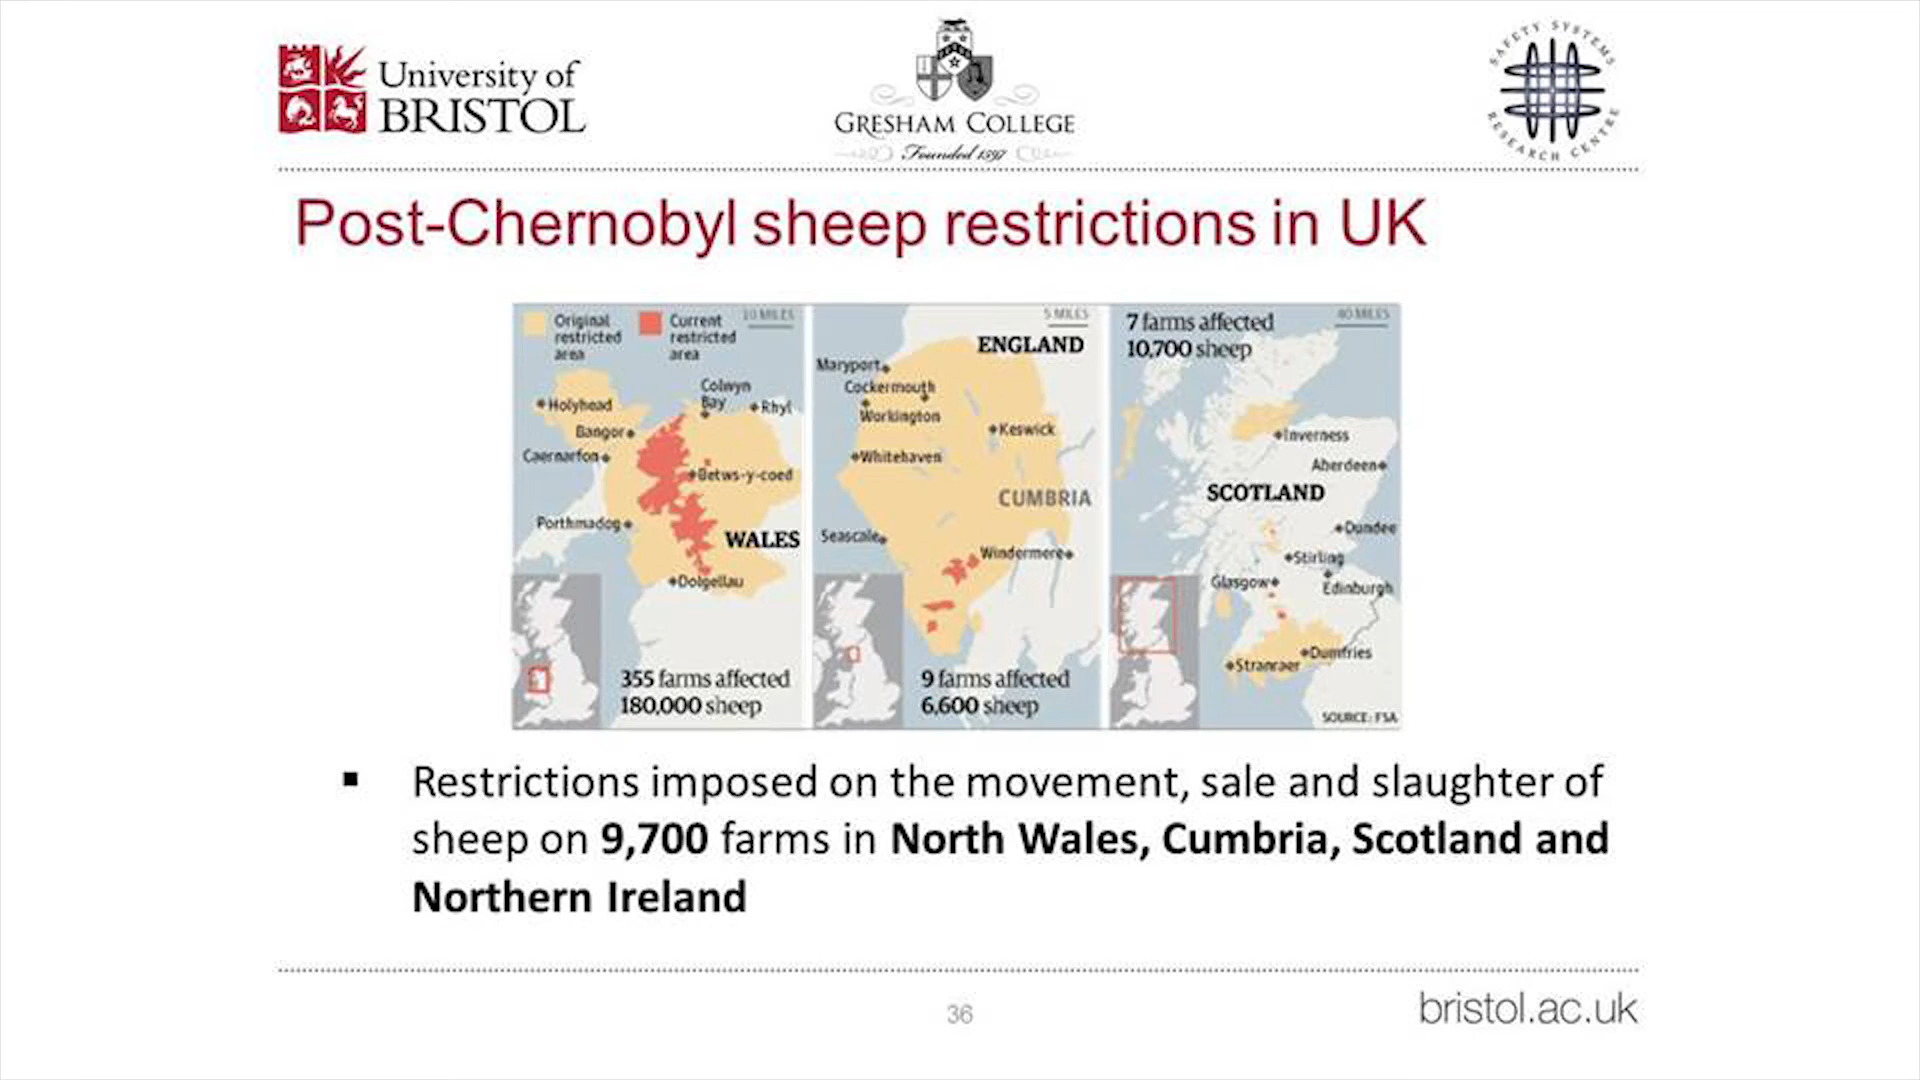 University of
BRISTOL
GRESHAM COLLEGE
Founded 1597
SAFETY SYSTEMS
RESEARCH CENTRE
Post-Chernobyl sheep restrictions in UK
Original
restricted
area
Current
restricted
area
10 MILES
Holyhead
Colwyn
Bay
Rhyl
Bangor
Caernarfon
Betws-y-coed
Porthmadog
WALES
Dolgellau
355 farms affected
180,000 sheep
5 MILES
ENGLAND
Maryport
Cockermouth
Workington
Keswick
Whitehaven
CUMBRIA
Seascale
Windermere
9 farms affected
6,600 sheep
7 farms affected
10,700 sheep
40 MILES
Inverness
Aberdeen
SCOTLAND
Dundee
Stirling
Glasgow
Edinburgh
Dumfries
Stranraer
SOURCE: FSA
▪ Restrictions imposed on the movement, sale and slaughter of
sheep on 9,700 farms in North Wales, Cumbria, Scotland and
Northern Ireland
36
bristol.ac.uk